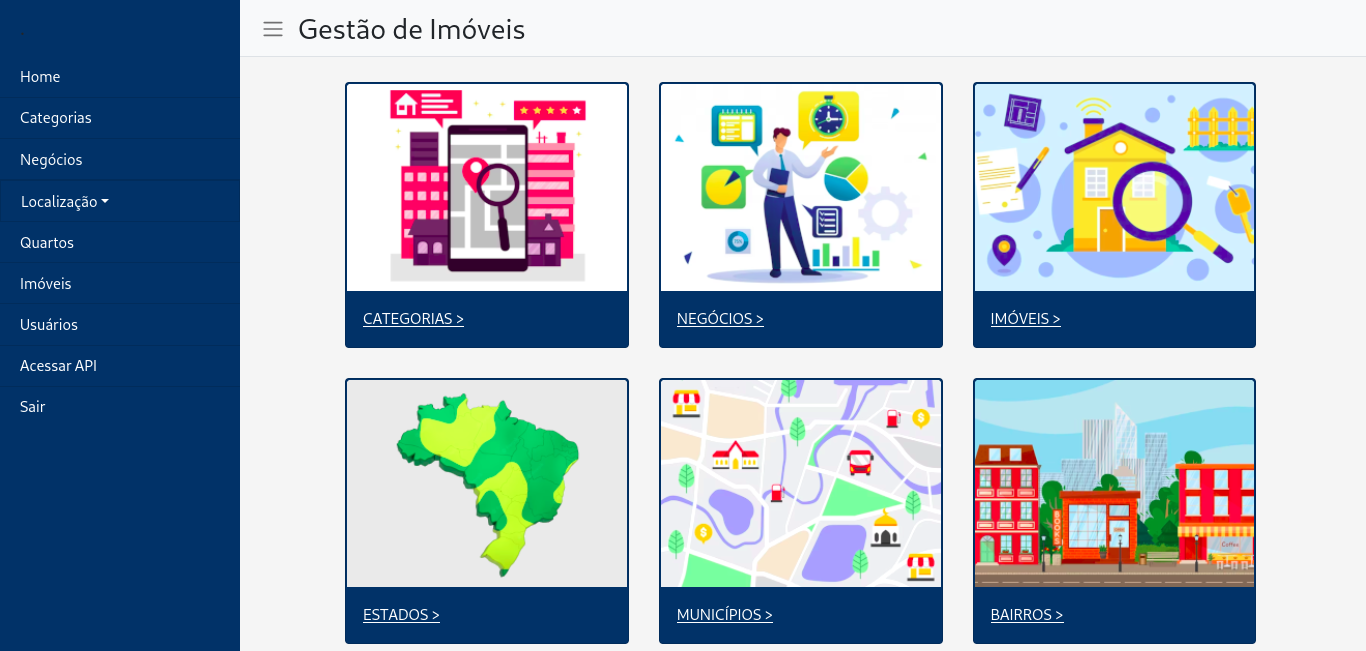 Gestão de Imóveis
Home
Categorias
Negócios
Localização
Quartos
Imóveis
Usuários
Acessar API
Sair
CATEGORIAS >
NEGÓCIOS >
IMÓVEIS >
ESTADOS >
MUNICÍPIOS >
BAIRROS >
Coffee